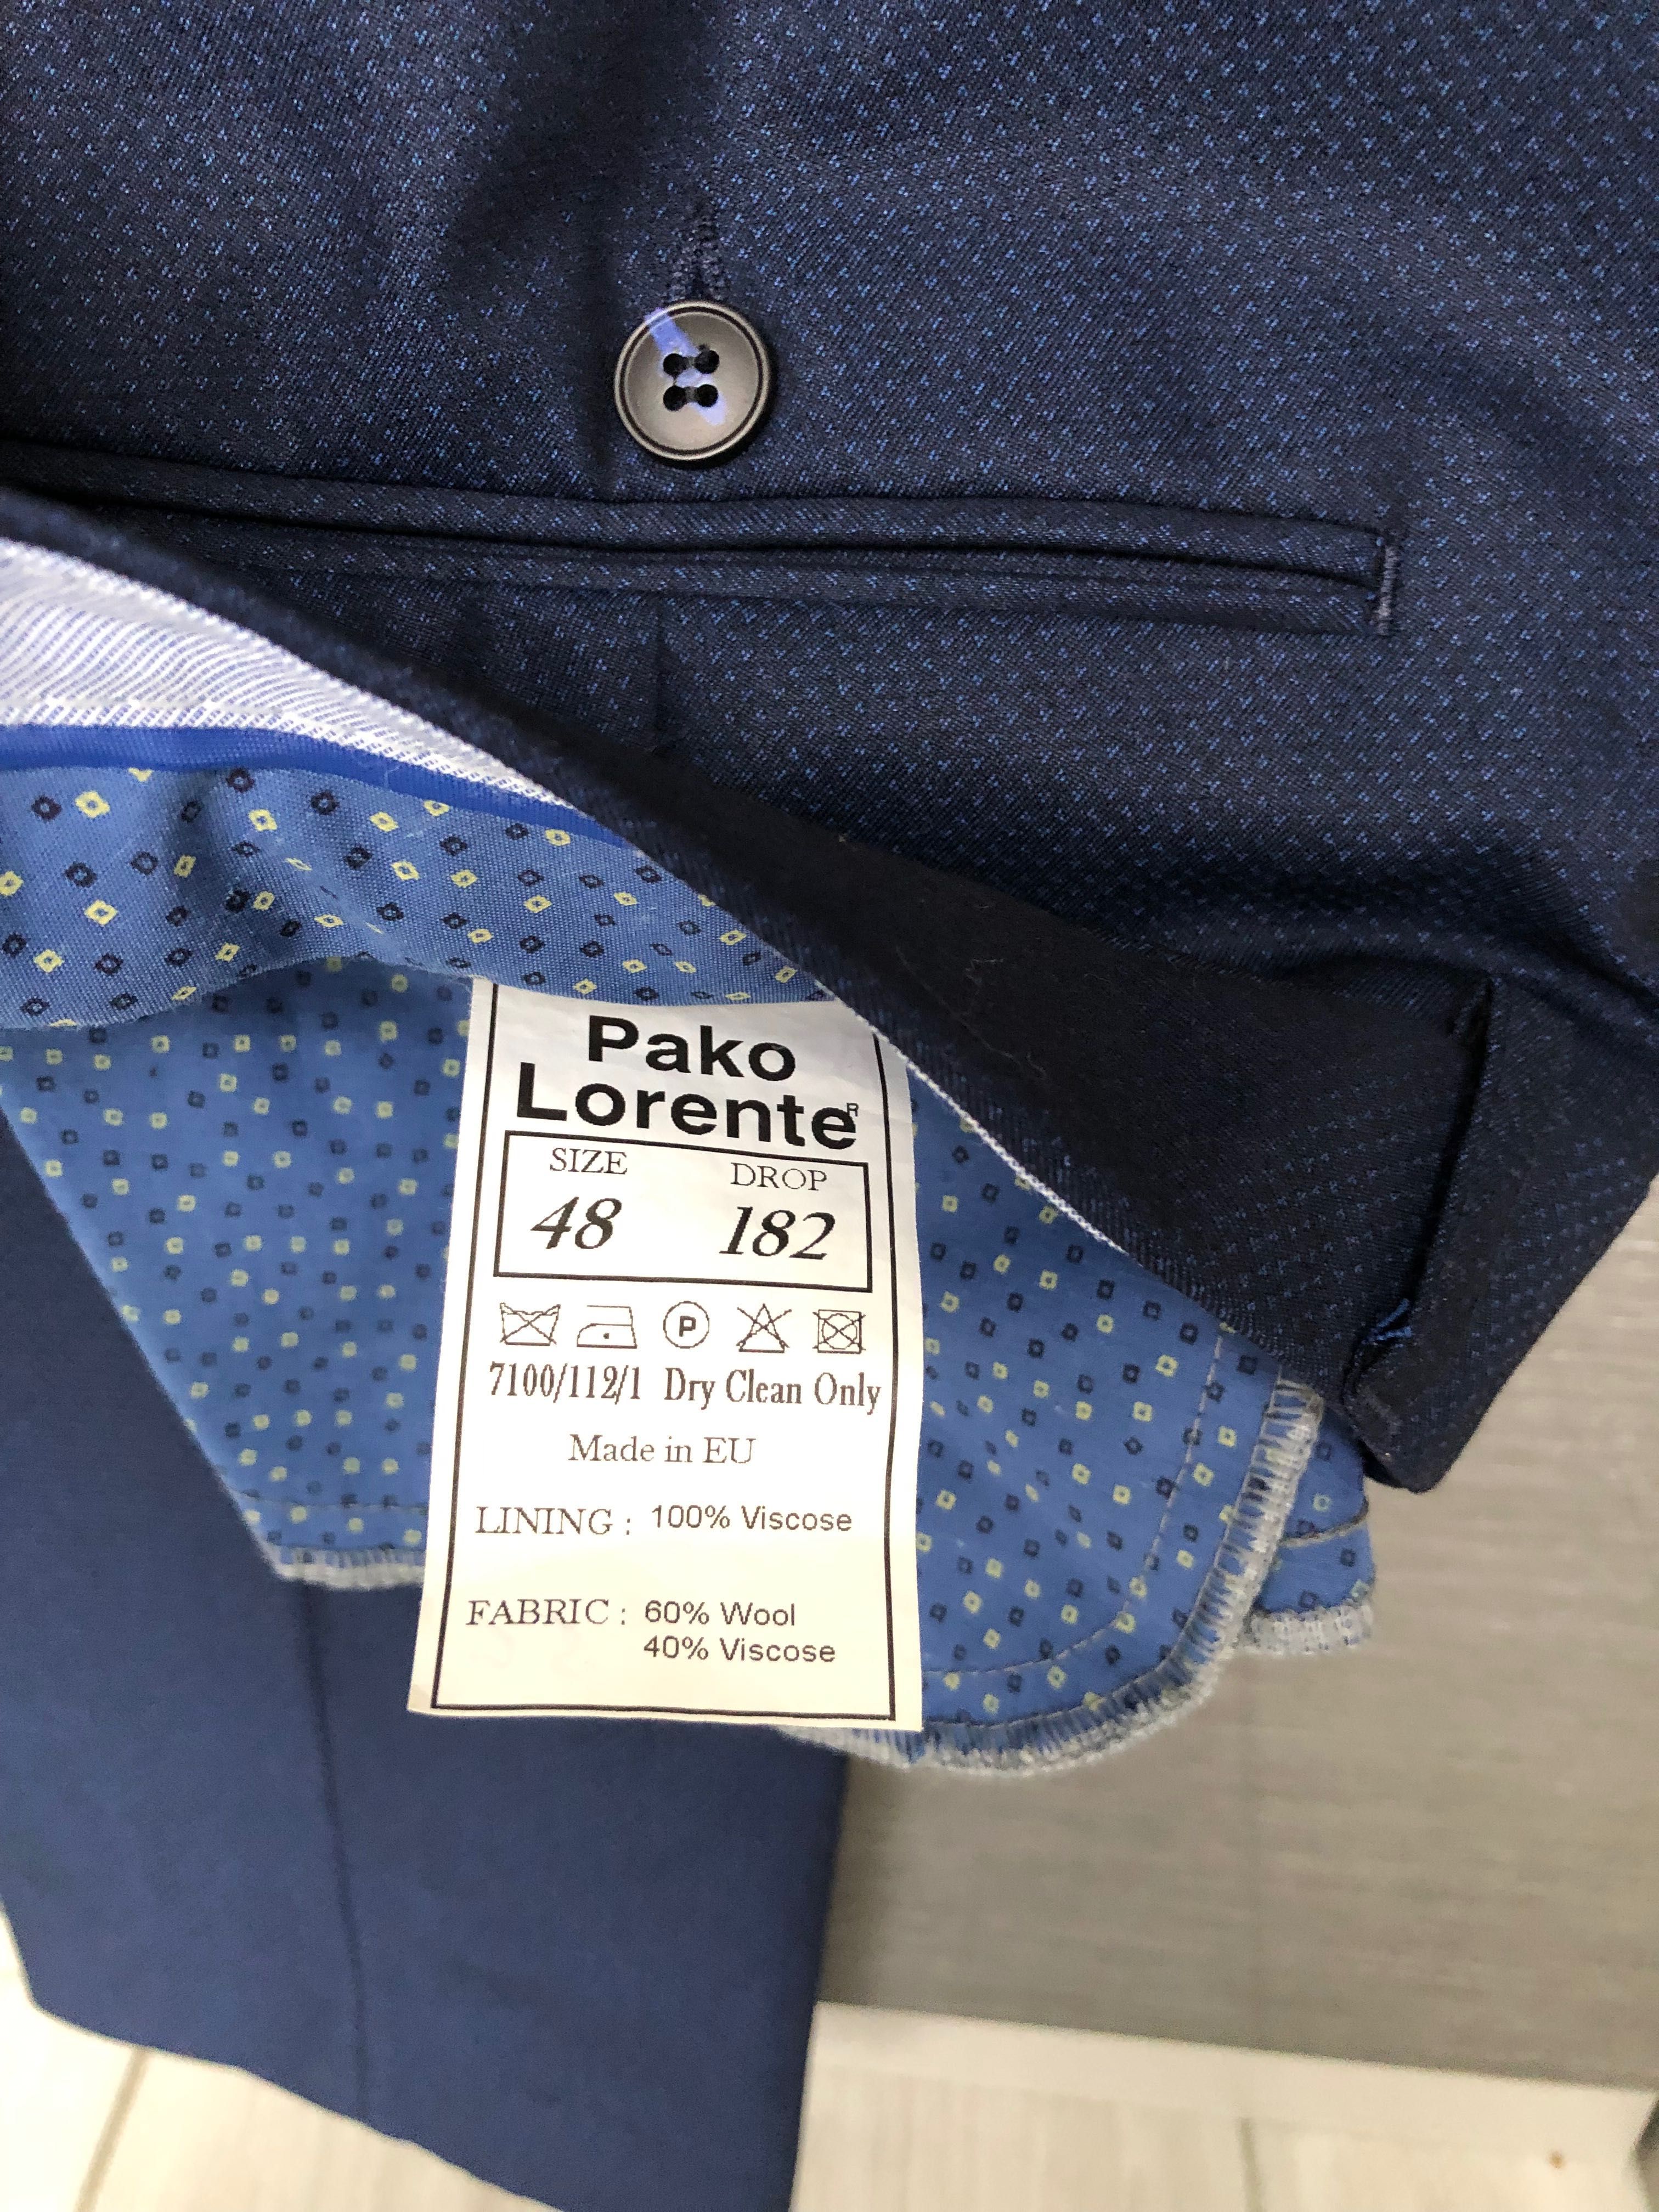 Pako
Lorente®
SIZE DROP
48 182
P
7100/112/1 Dry Clean Only
Made in EU
LINING : 100% Viscose
FABRIC : 60% Wool
40% Viscose